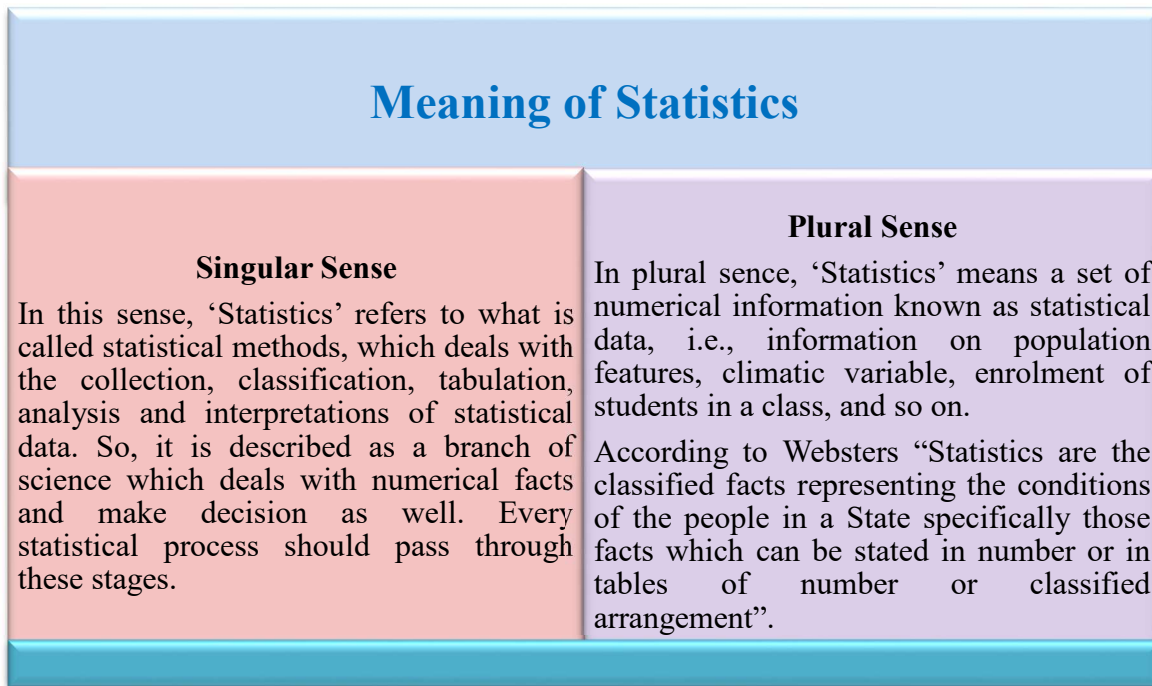 Meaning of Statistics
Singular Sense
In this sense, ‘Statistics’ refers to what is
called statistical methods, which deals with
the collection, classification, tabulation,
analysis and interpretations of statistical
data. So, it is described as a branch of
science which deals with numerical facts
and make decision as well. Every
statistical process should pass through
these stages.
Plural Sense
In plural sence, ‘Statistics’ means a set of
numerical information known as statistical
data, i.e., information on population
features, climatic variable, enrolment of
students in a class, and so on.
According to Websters “Statistics are the
classified facts representing the conditions
of the people in a State specifically those
facts which can be stated in number or in
tables of number or classified
arrangement”.